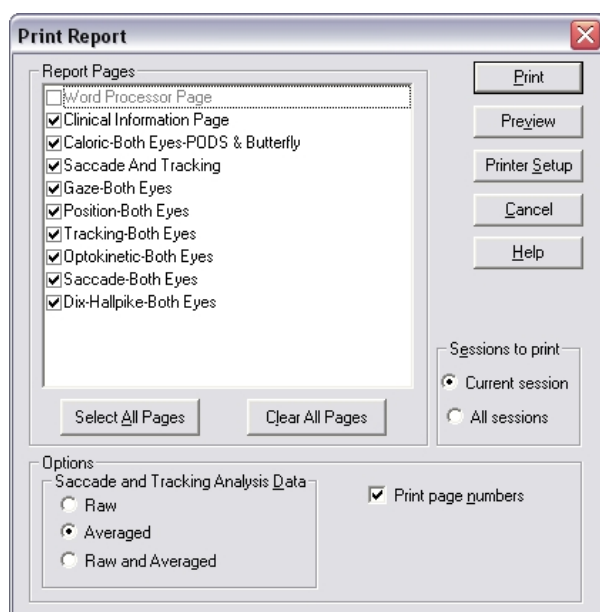 Print Report
Report Pages
Word Processor Page
Clinical Information Page
Caloric-Both Eyes-PODS & Butterfly
Saccade And Tracking
Gaze-Both Eyes
Position-Both Eyes
Tracking-Both Eyes
Optokinetic-Both Eyes
Saccade-Both Eyes
Dix-Hallpike-Both Eyes
Select All Pages
Clear All Pages
Print
Preview
Printer Setup
Cancel
Help
Sessions to print
Current session
All sessions
Options
Saccade and Tracking Analysis Data
Raw
Averaged
Raw and Averaged
Print page numbers